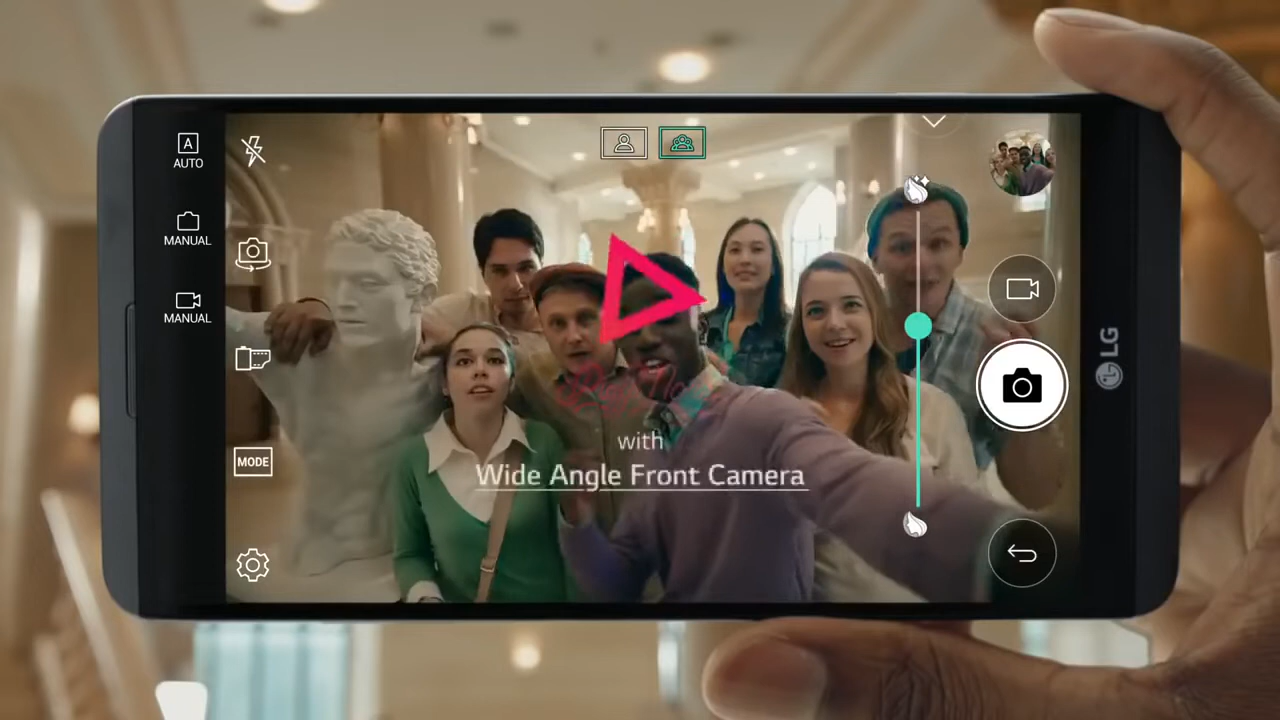 A
AUTO
MANUAL
MANUAL
MODE
with
Wide Angle Front Camera
LG